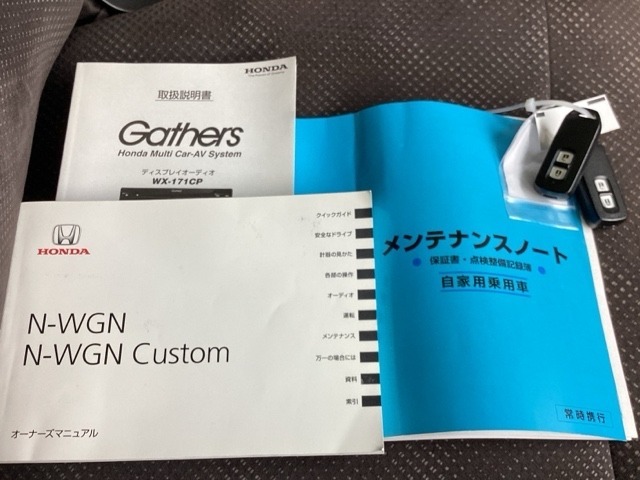 HONDA
取扱説明書
Gathers
Honda Multi Car-AV System
ディスプレイオーディオ
WX-171CP
HONDA
N-WGN
N-WGN Custom
オーナーズマニュアル
クイックガイド
安全なドライブ
計器の見かた
各部の操作
オーディオ
運転
メンテナンス
万一の場合には
資料
索引
メンテナンスノート
保証書・点検整備記録簿
自家用乗用車
常時携行